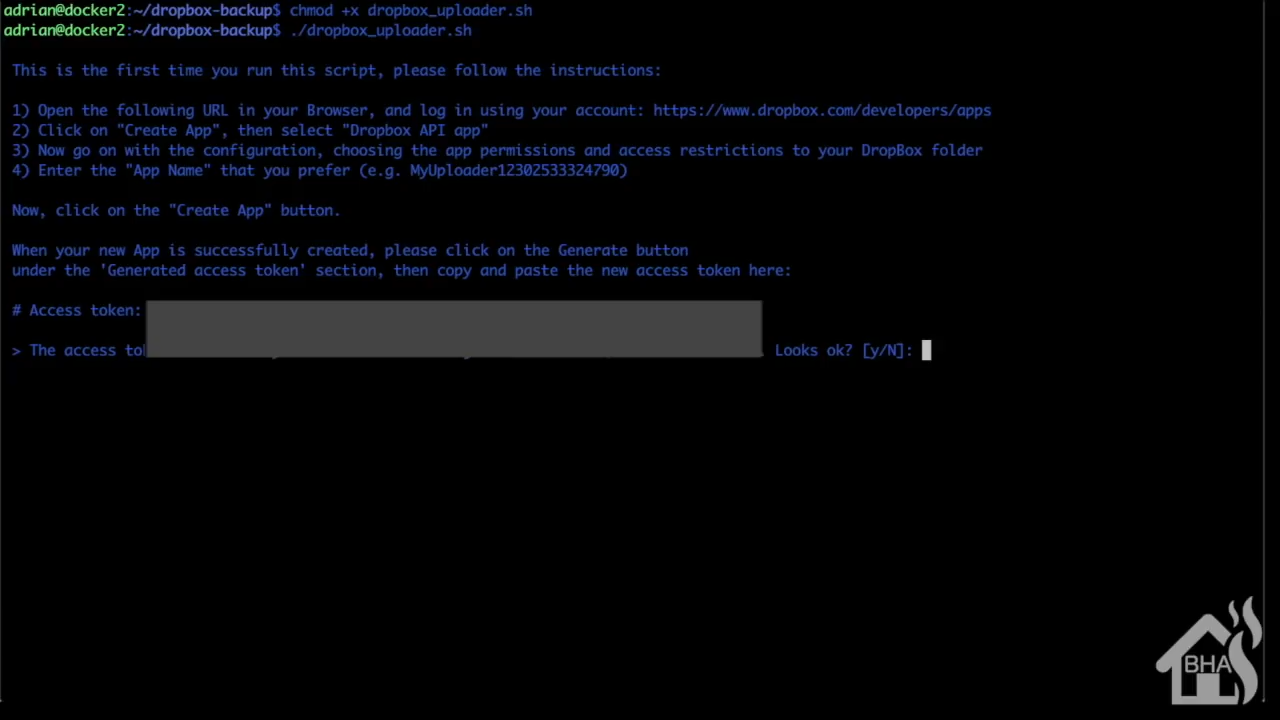 adrian@docker2:~/dropbox-backup$ chmod +x dropbox_uploader.sh
adrian@docker2:~/dropbox-backup$ ./dropbox_uploader.sh
This is the first time you run this script, please follow the instructions:
1) Open the following URL in your Browser, and log in using your account: https://www.dropbox.com/developers/apps
2) Click on "Create App", then select "Dropbox API app"
3) Now go on with the configuration, choosing the app permissions and access restrictions to your DropBox folder
4) Enter the "App Name" that you prefer (e.g. MyUploader12302533324790)
Now, click on the "Create App" button.
When your new App is successfully created, please click on the Generate button
under the 'Generated access token' section, then copy and paste the new access token here:
# Access token:
> The access Looks ok? [y/N]:
BHA